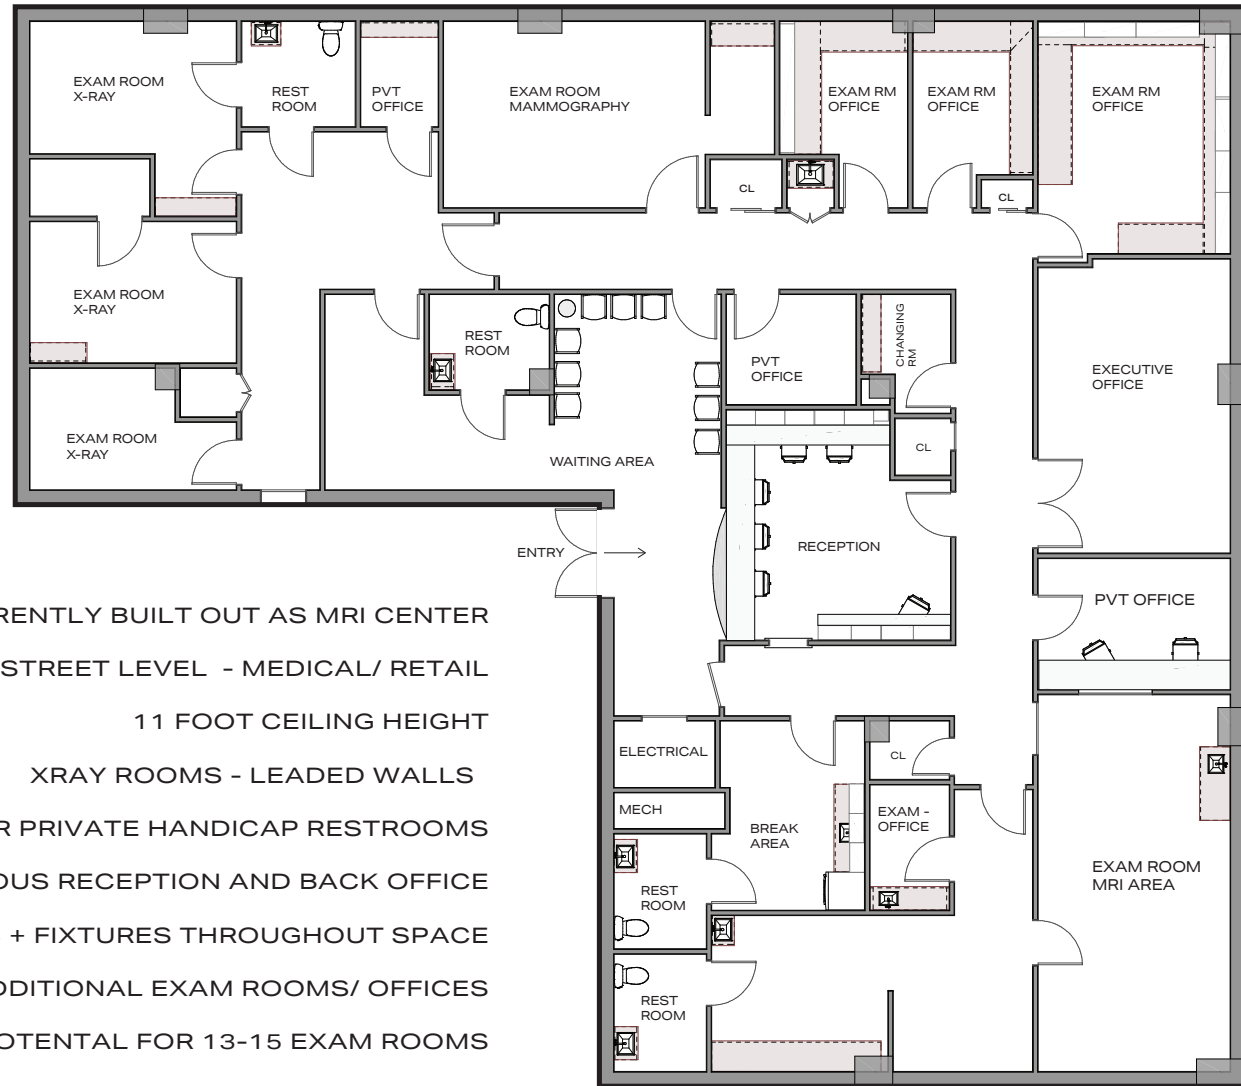 EXAM ROOM
X-RAY
REST
ROOM
PVT
OFFICE
EXAM ROOM
MAMMOGRAPHY
EXAM RM
OFFICE
EXAM RM
OFFICE
EXAM RM
OFFICE
CL
CL
EXAM ROOM
X-RAY
REST
ROOM
PVT
OFFICE
CHANGING
RM
EXECUTIVE
OFFICE
EXAM ROOM
X-RAY
WAITING AREA
CL
ENTRY
RECEPTION
PVT OFFICE
RENTLY BUILT OUT AS MRI CENTER
STREET LEVEL - MEDICAL/ RETAIL
11 FOOT CEILING HEIGHT
XRAY ROOMS - LEADED WALLS
R PRIVATE HANDICAP RESTROOMS
OUS RECEPTION AND BACK OFFICE
+ FIXTURES THROUGHOUT SPACE
DDITIONAL EXAM ROOMS/ OFFICES
OTENTAL FOR 13-15 EXAM ROOMS
ELECTRICAL
CL
MECH
BREAK
AREA
EXAM -
OFFICE
EXAM ROOM
MRI AREA
REST
ROOM
REST
ROOM